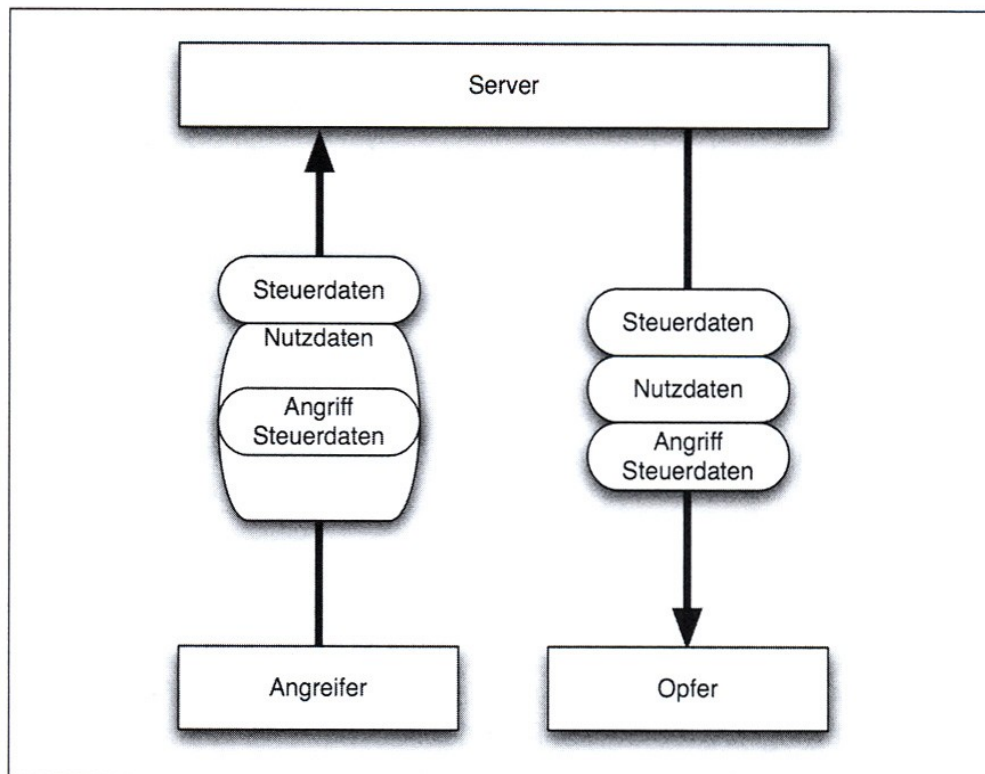 Server
Steuerdaten
Nutzdaten
Angriff
Steuerdaten
Steuerdaten
Nutzdaten
Angriff
Steuerdaten
Angreifer
Opfer